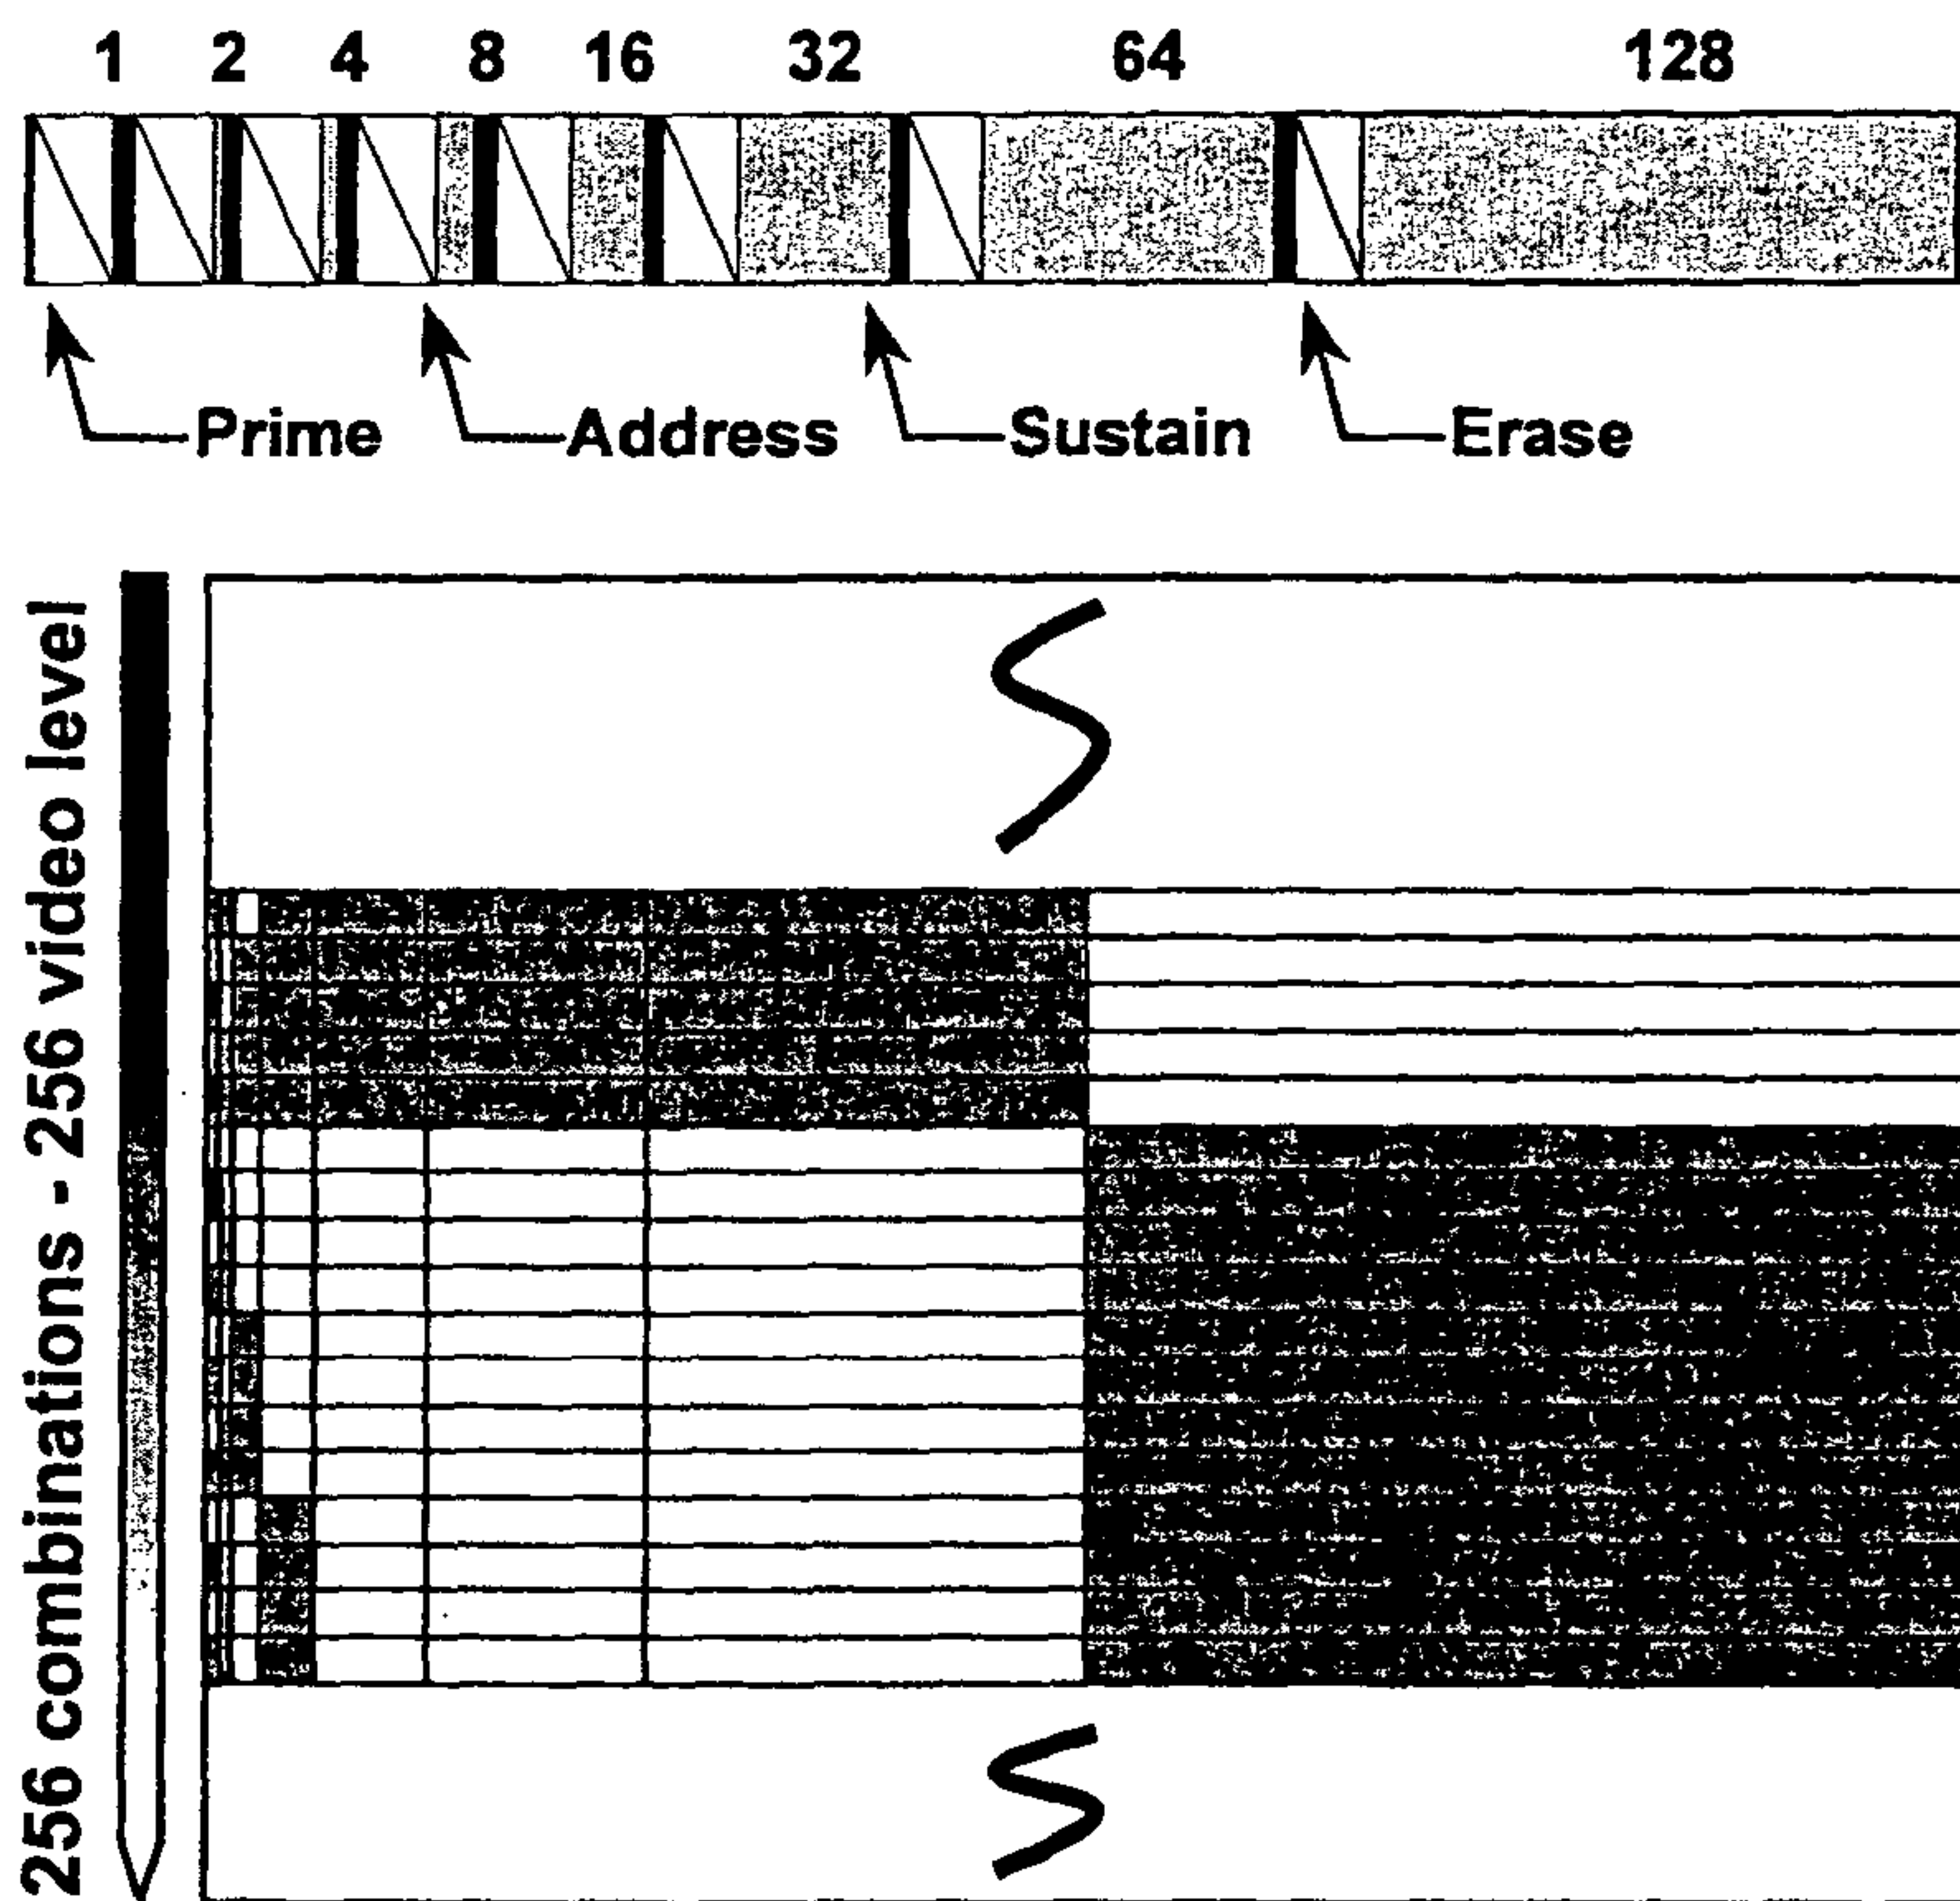 1 2 4 8 16 32 64 128
Prime Address Sustain Erase
256 combinations - 256 video level